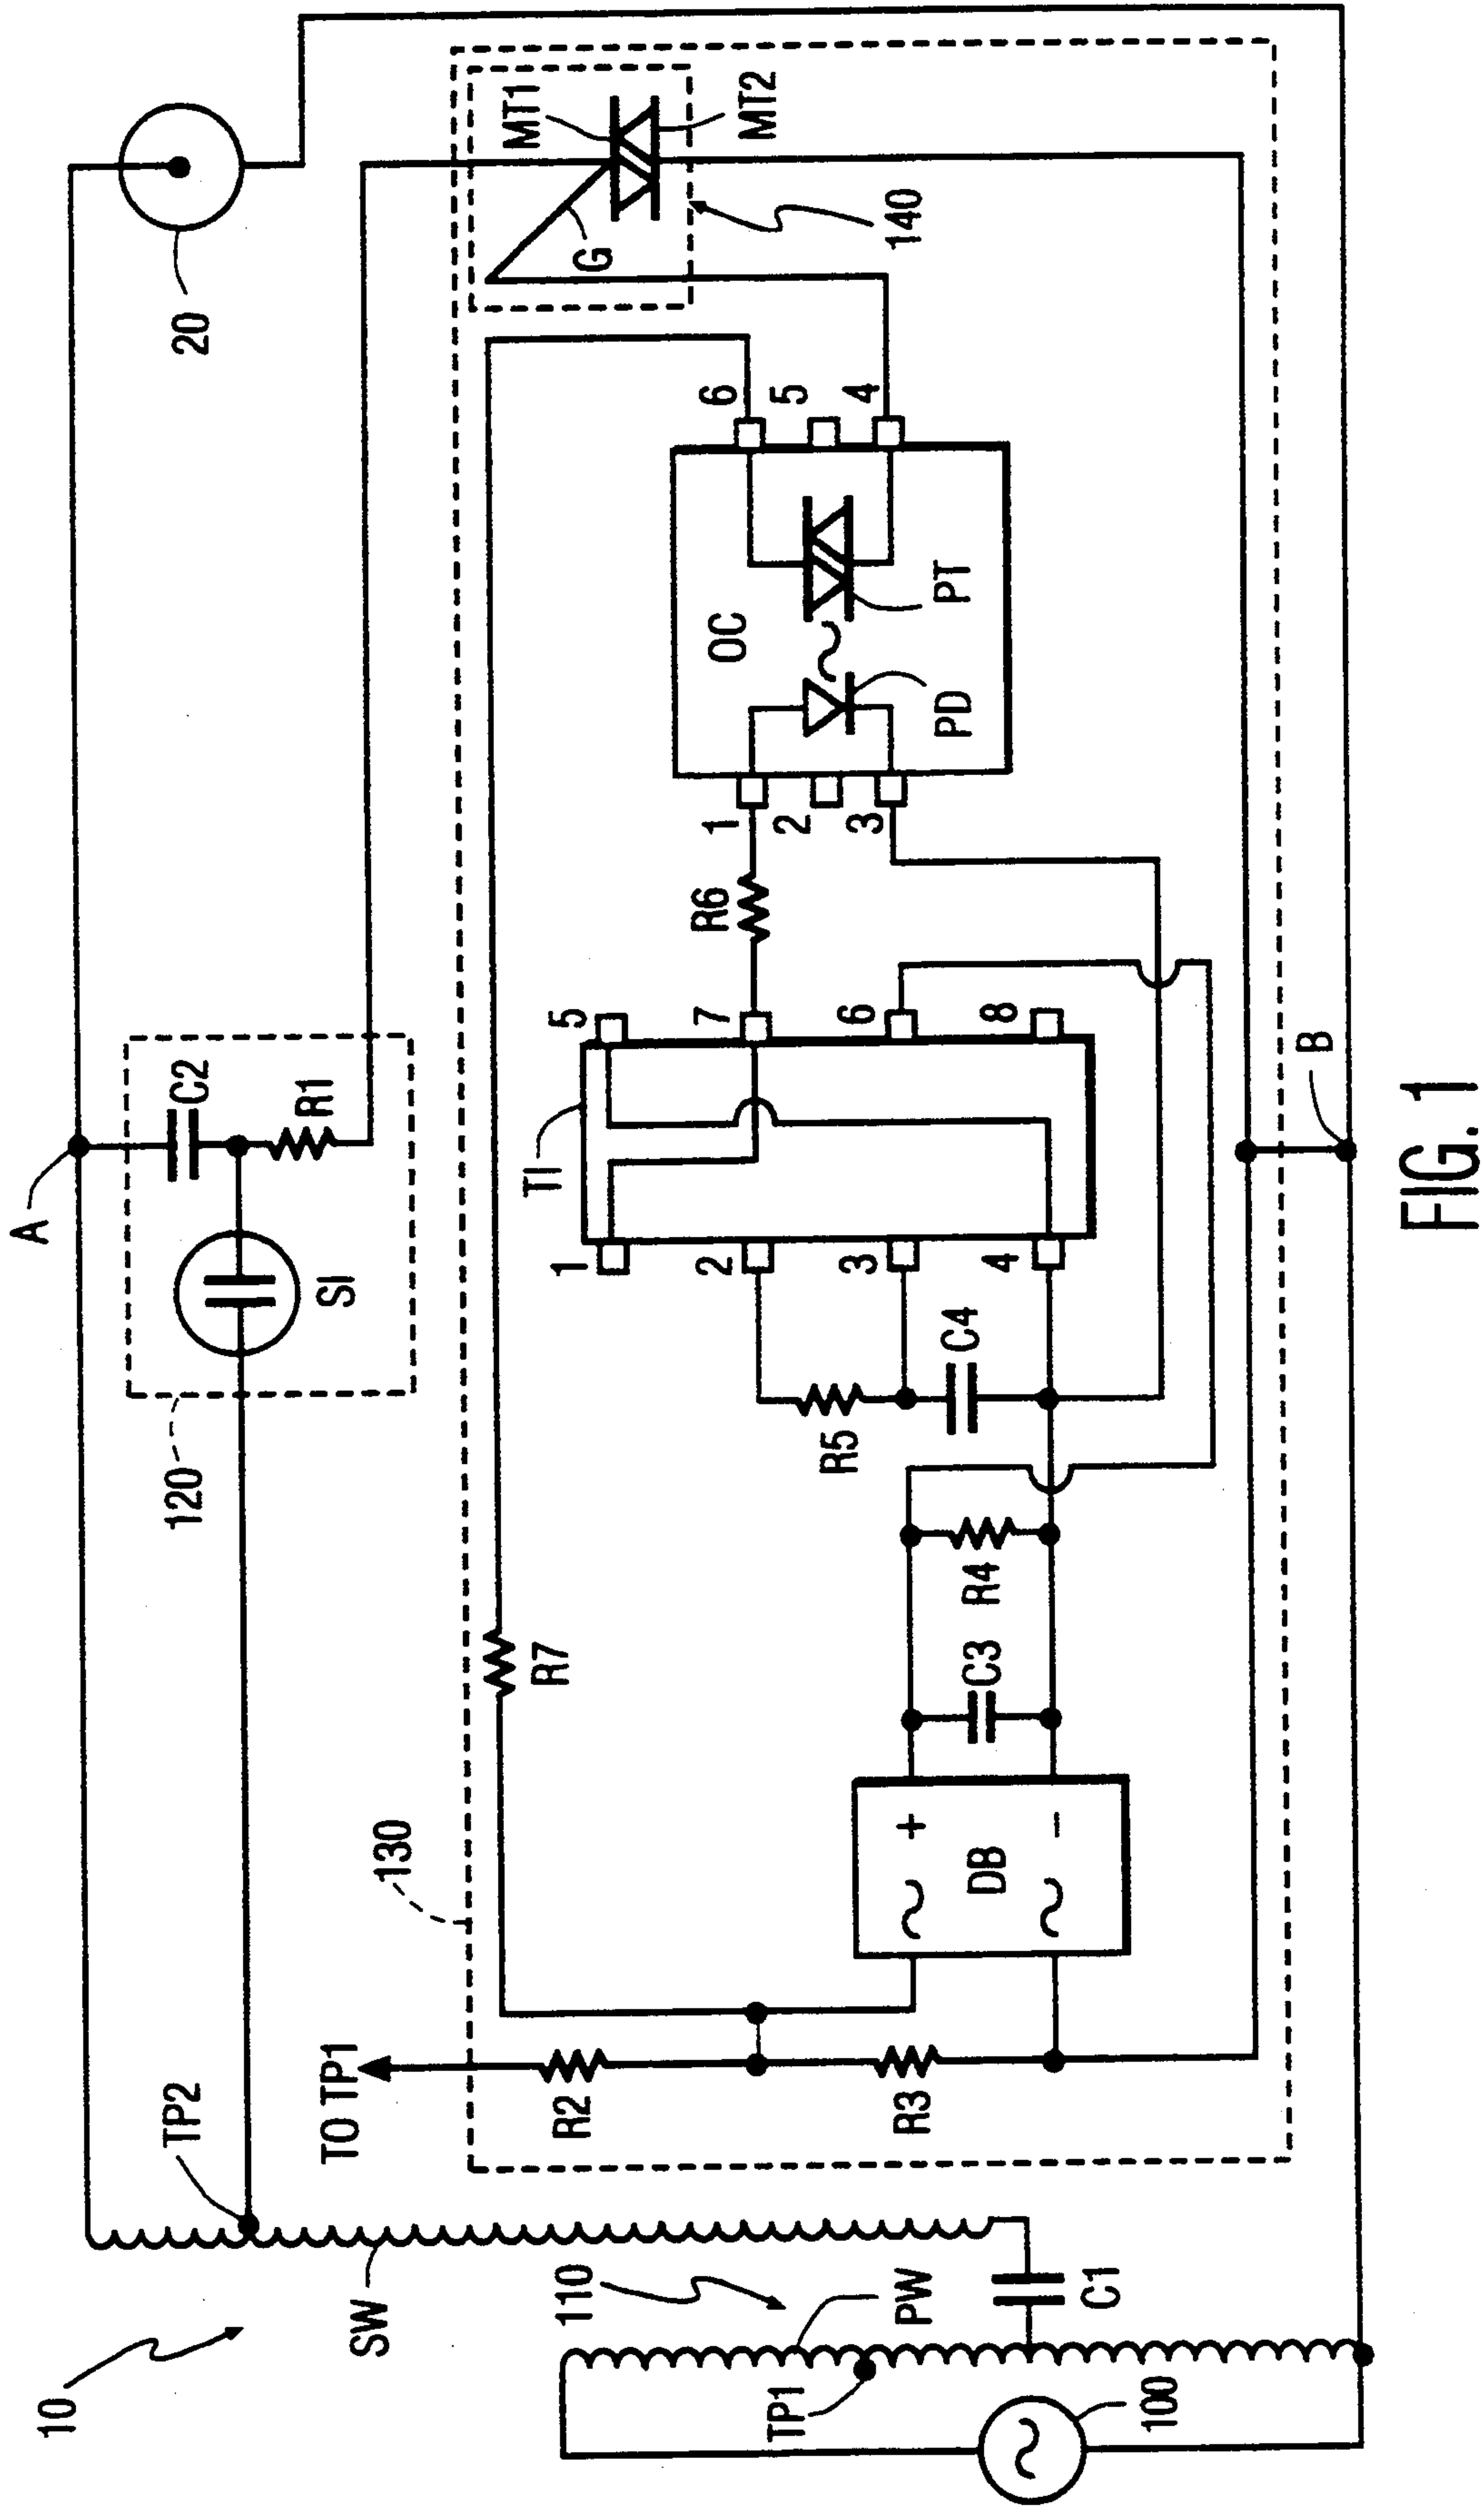 10
SW
TP2
TO TP1
110
PW
TP1
C1
100
120
A
C2
R1
SI
20
130
R2
R3
R7
DB
+
−
~
~
~
C3
R4
R5
C4
TI
1
2
3
4
5
7
6
8
R6
OC
1
2
3
6
5
4
PD
PT
G
MT1
MT2
140
B
FIG. 1